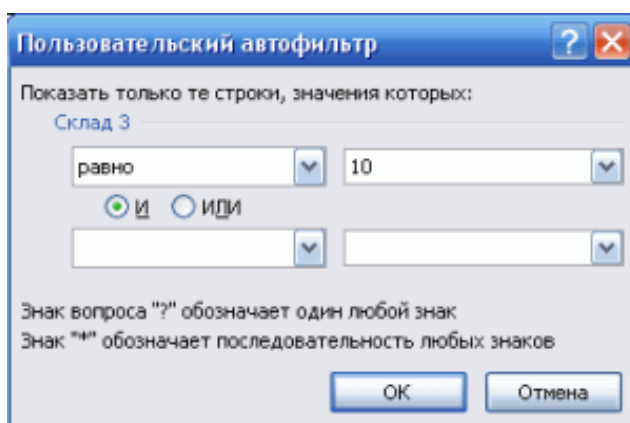 Пользовательский автофильтр
Показать только те строки, значения которых:
Склад 3
равно 10
И ИЛИ
Знак вопроса "?" обозначает один любой знак
Знак "*" обозначает последовательность любых знаков
ОК Отмена